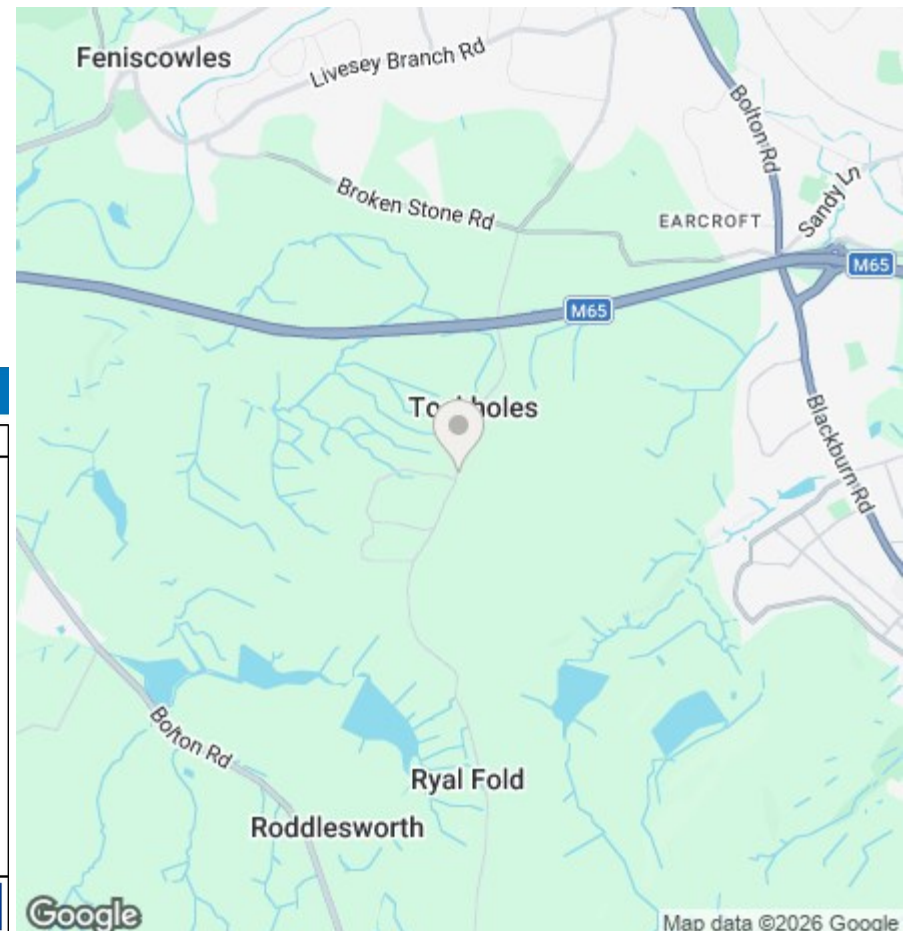 Feniscowles
Livesey Branch Rd
Bolton Rd
Broken Stone Rd
Sandy Ln
EARCROFT
M65
M65
Blackburn Rd
Bolton Rd
Ryal Fold
Roddlesworth
Google
Map data ©2026 Google